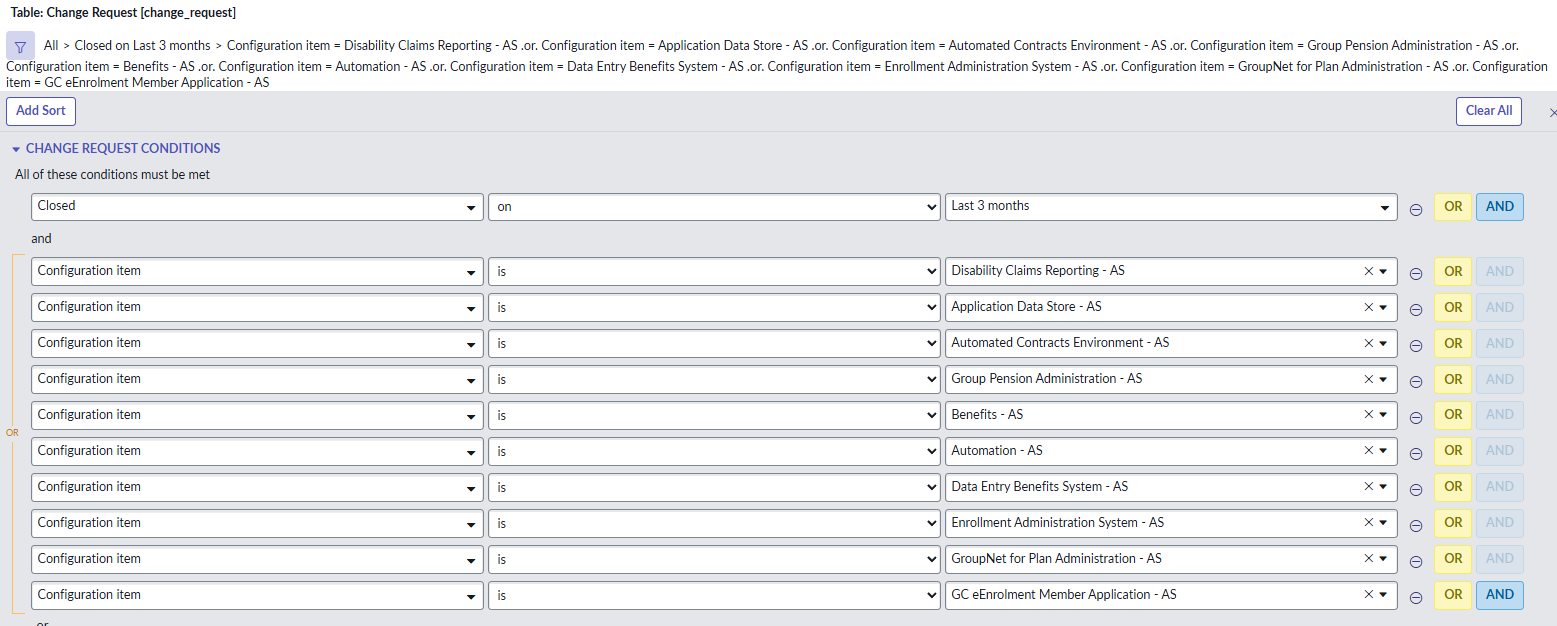 Table: Change Request [change_request]
All > Closed on Last 3 months > Configuration item = Disability Claims Reporting - AS .or. Configuration item = Application Data Store - AS .or. Configuration item = Automated Contracts Environment - AS .or. Configuration item = Group Pension Administration - AS .or.
Configuration item = Benefits - AS .or. Configuration item = Automation - AS .or. Configuration item = Data Entry Benefits System - AS .or. Configuration item = Enrollment Administration System - AS .or. Configuration item = GroupNet for Plan Administration - AS .or. Configuration
item = GC eEnrolment Member Application - AS
Add Sort Clear All
CHANGE REQUEST CONDITIONS
All of these conditions must be met
Closed on Last 3 months OR AND
and
Configuration item is Disability Claims Reporting - AS OR AND
Configuration item is Application Data Store - AS OR AND
Configuration item is Automated Contracts Environment - AS OR AND
Configuration item is Group Pension Administration - AS OR AND
Configuration item is Benefits - AS OR AND
OR
Configuration item is Automation - AS OR AND
Configuration item is Data Entry Benefits System - AS OR AND
Configuration item is Enrollment Administration System - AS OR AND
Configuration item is GroupNet for Plan Administration - AS OR AND
Configuration item is GC eEnrolment Member Application - AS OR AND
or